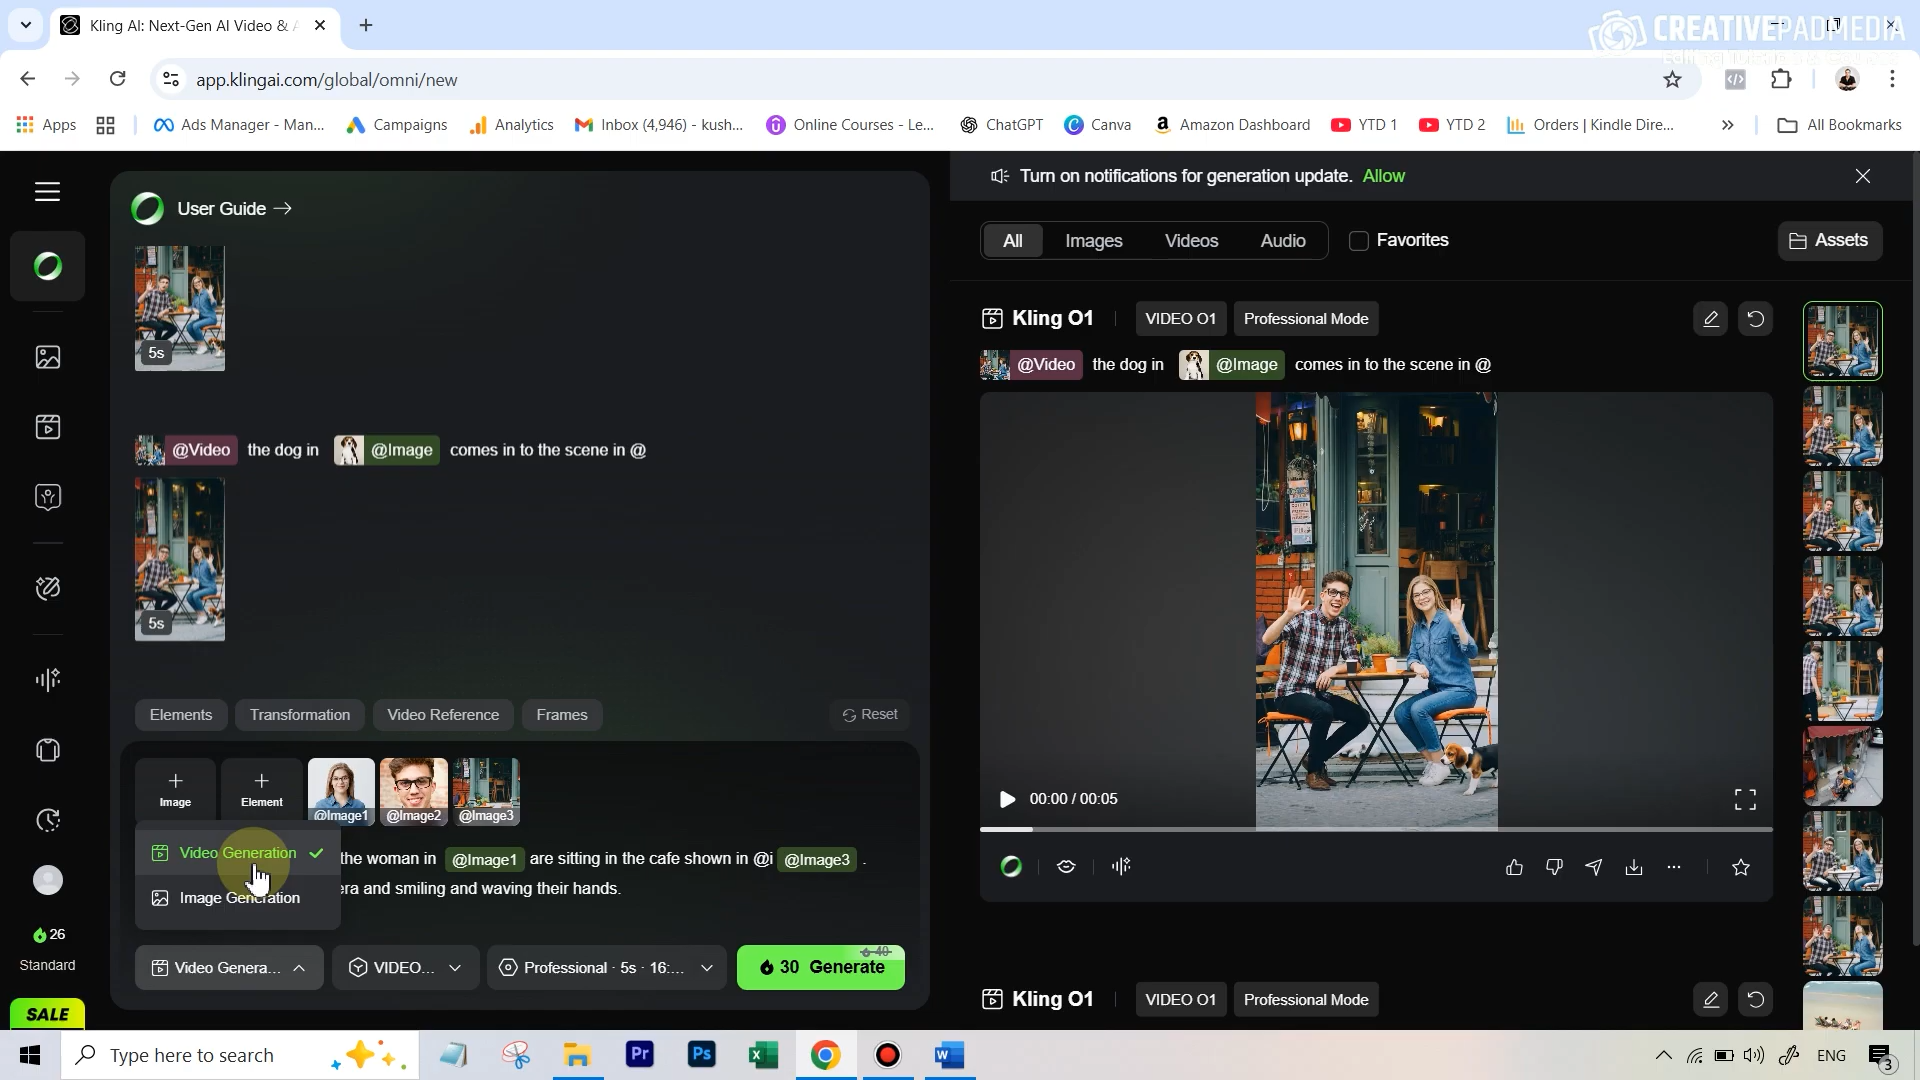 Kling AI: Next-Gen AI Video &
CREATIVEPADMEDIA
app.klingai.com/global/omni/new
Apps
Ads Manager - Man...
Campaigns
Analytics
Inbox (4,946) - kush...
Online Courses - Le...
ChatGPT
Canva
Amazon Dashboard
YTD 1
YTD 2
Orders | Kindle Dire...
All Bookmarks
User Guide
Turn on notifications for generation update. Allow
All
Images
Videos
Audio
Favorites
Assets
5s
Kling O1
VIDEO O1
Professional Mode
@Video the dog in @Image comes in to the scene in @
@Video the dog in @Image comes in to the scene in @
5s
Elements
Transformation
Video Reference
Frames
Reset
Image
Element
@Image1
@Image2
@Image3
00:00 / 00:05
Video Generation
Image Generation
the woman in @Image1 are sitting in the cafe shown in @i @Image3 .
era and smiling and waving their hands.
26
Standard
Video Genera...
VIDEO...
Professional · 5s · 16:...
40
30 Generate
Kling O1
VIDEO O1
Professional Mode
SALE
Type here to search
Pr
Ps
ENG
3